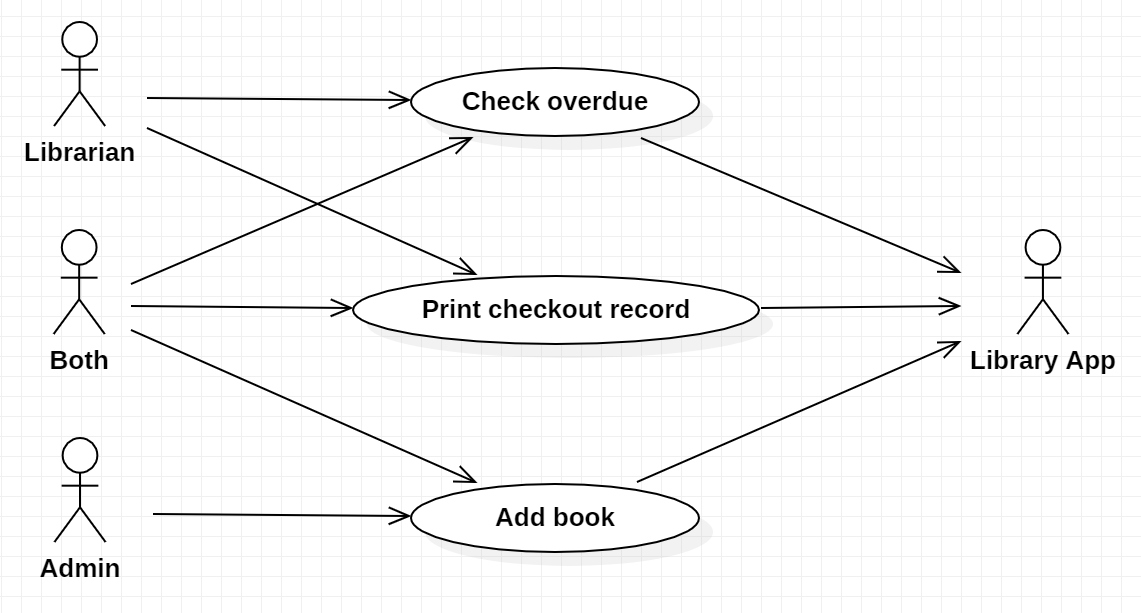 Check overdue
Librarian
Print checkout record
Both
Library App
Add book
Admin